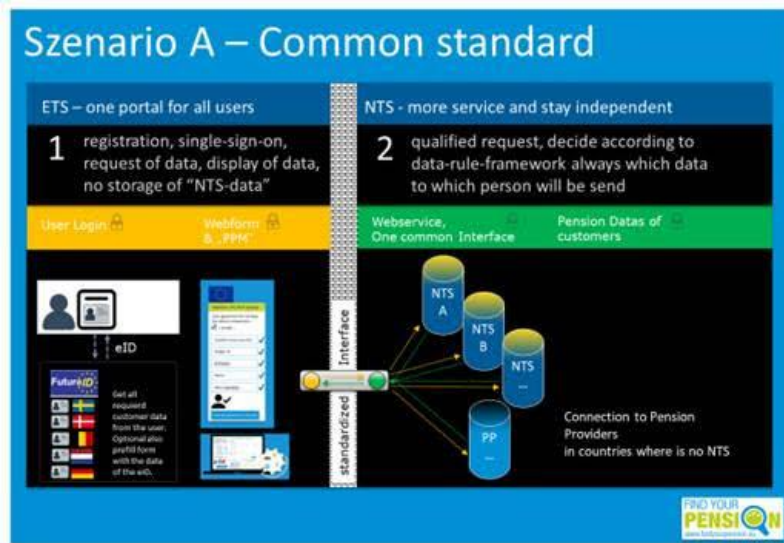 Szenario A – Common standard
ETS – one portal for all users
1
registration, single-sign-on,
request of data, display of data,
no storage of "NTS-data"
NTS - more service and stay independent
2
qualified request, decide according to
data-rule-framework always which data
to which person will be send
User Login
Webform
& „PPM"
Webservice,
One common Interface
Pension Datas of
customers
eID
FutureID
Get all
requierd
customer data
from the user.
Optional also
prefill form
with the data
of the eID.
standardized Interface
NTS
A
NTS
B
NTS
...
PP
...
Connection to Pension
Providers
in countries where is no NTS
FIND YOUR
PENSION
www.findyourpension.eu